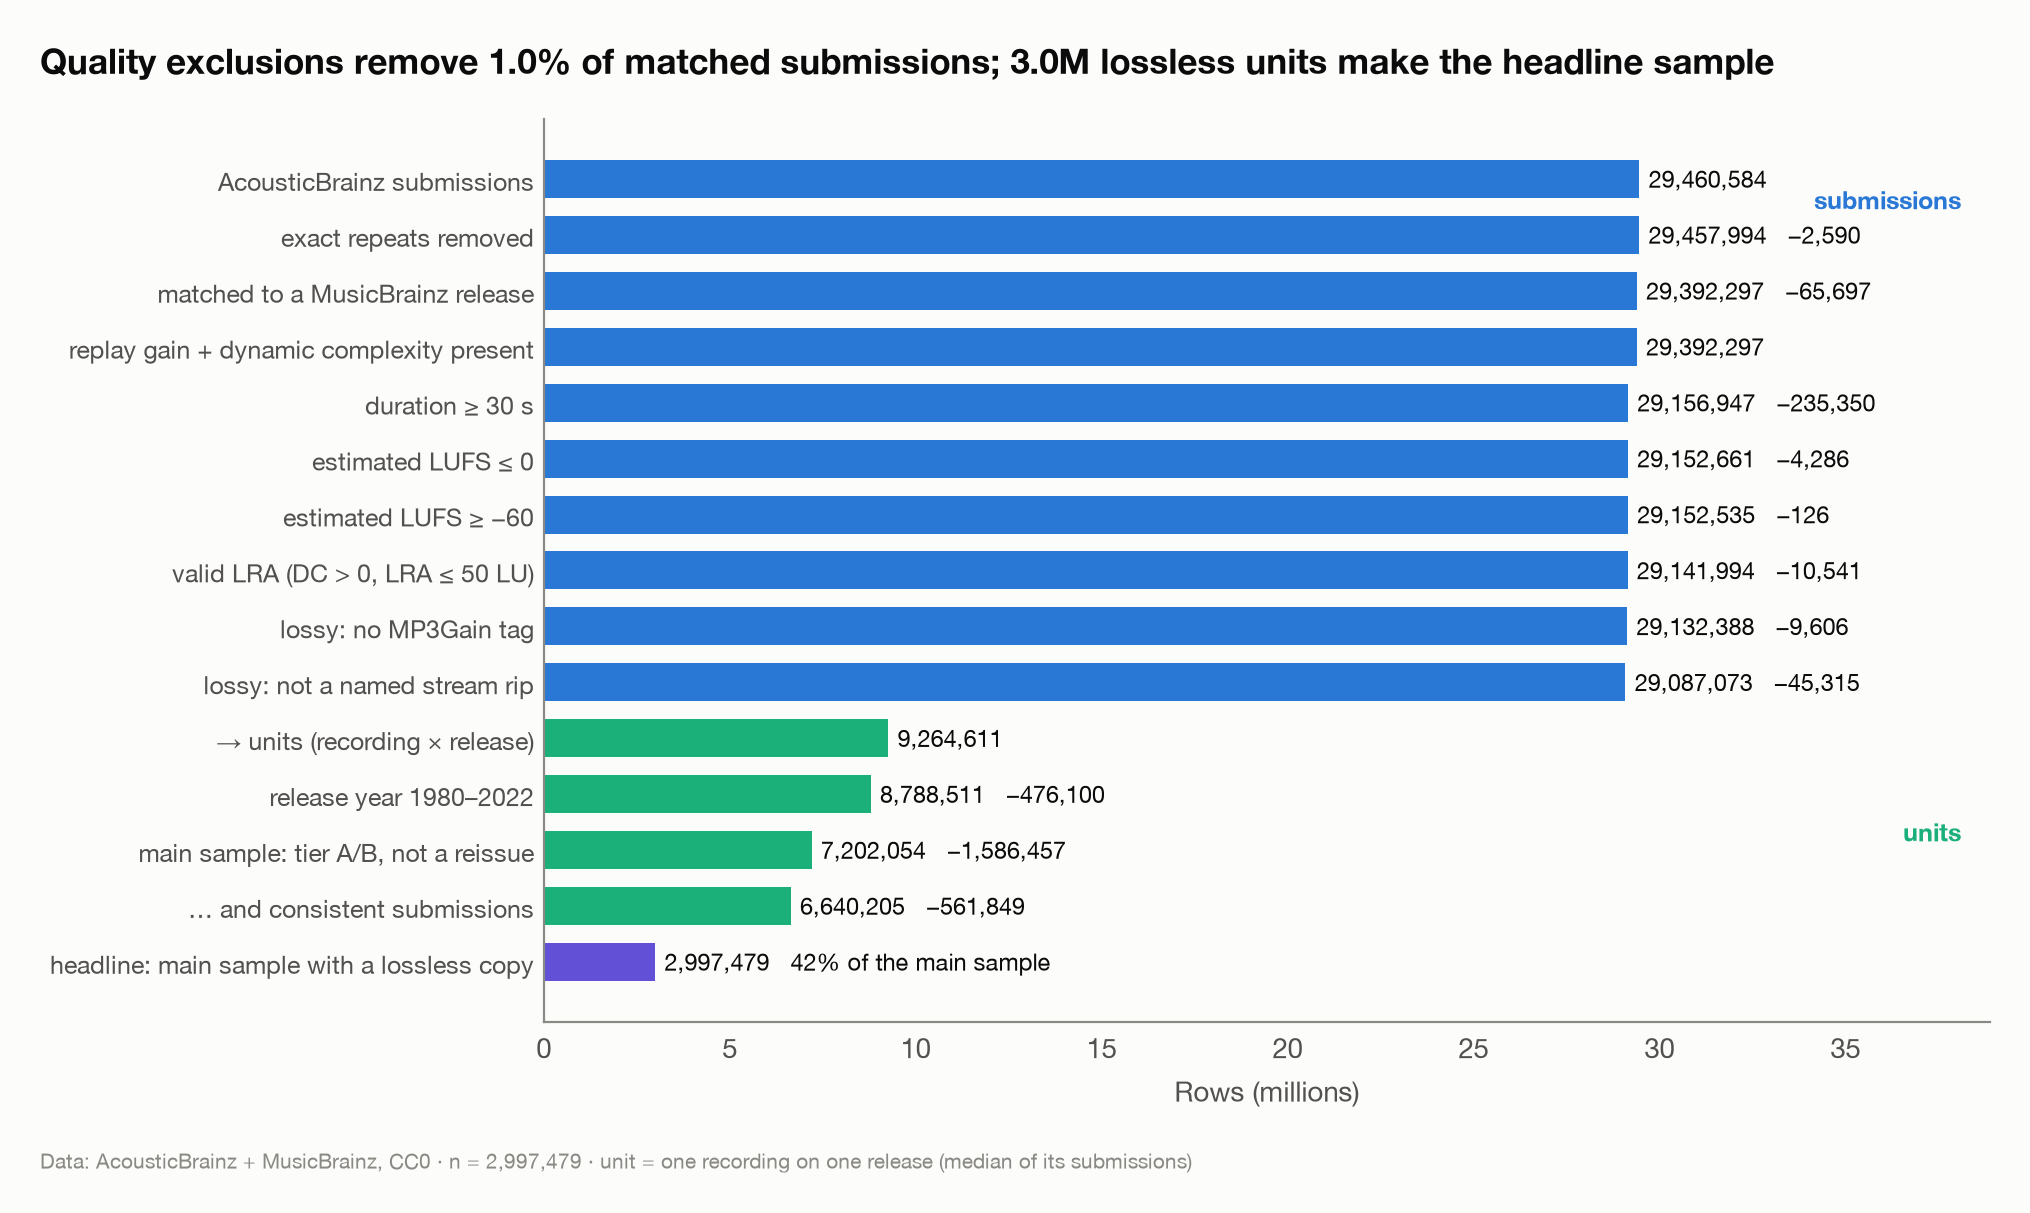 Quality exclusions remove 1.0% of matched submissions; 3.0M lossless units make the headline sample
AcousticBrainz submissions 29,460,584
submissions
exact repeats removed 29,457,994 −2,590
matched to a MusicBrainz release 29,392,297 −65,697
replay gain + dynamic complexity present 29,392,297
duration ≥ 30 s 29,156,947 −235,350
estimated LUFS ≤ 0 29,152,661 −4,286
estimated LUFS ≥ −60 29,152,535 −126
valid LRA (DC > 0, LRA ≤ 50 LU) 29,141,994 −10,541
lossy: no MP3Gain tag 29,132,388 −9,606
lossy: not a named stream rip 29,087,073 −45,315
→ units (recording × release) 9,264,611
release year 1980–2022 8,788,511 −476,100
units
main sample: tier A/B, not a reissue 7,202,054 −1,586,457
… and consistent submissions 6,640,205 −561,849
headline: main sample with a lossless copy 2,997,479 42% of the main sample
0 5 10 15 20 25 30 35
Rows (millions)
Data: AcousticBrainz + MusicBrainz, CC0 · n = 2,997,479 · unit = one recording on one release (median of its submissions)